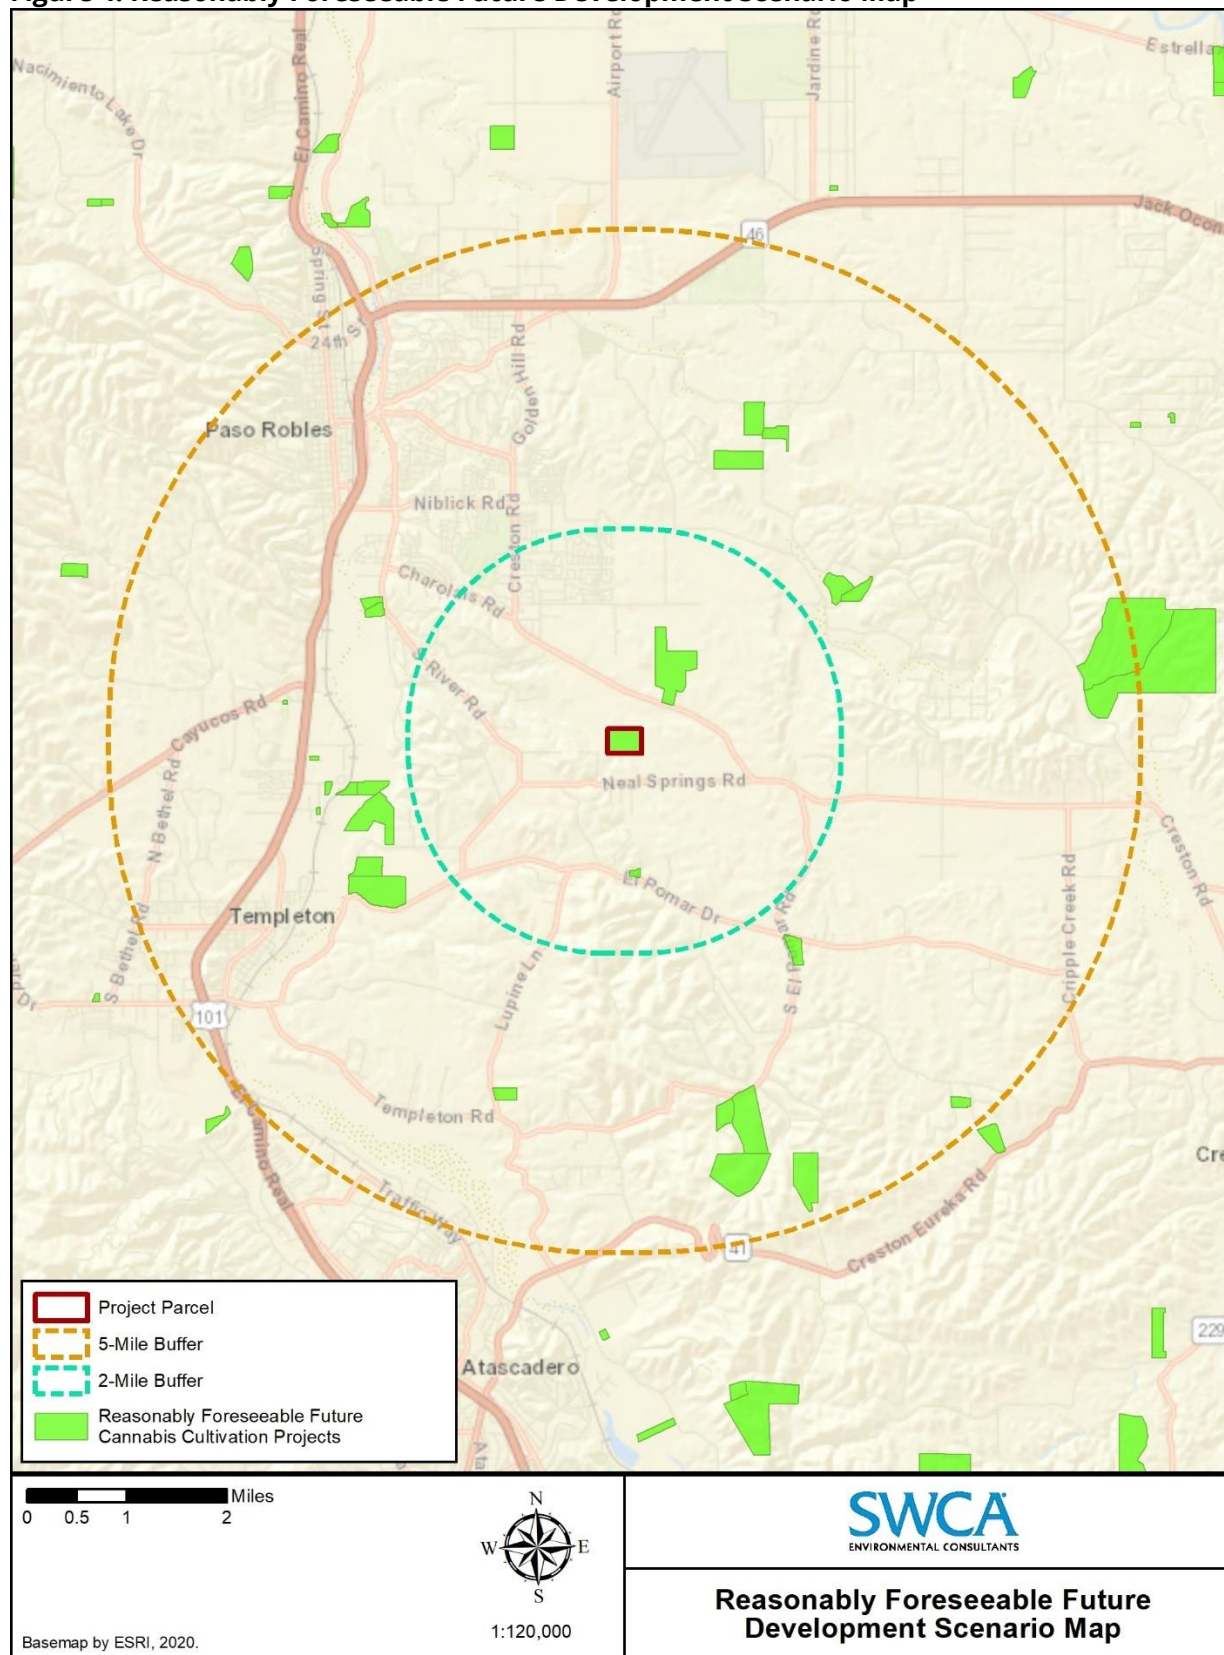 Nacimiento Lake Dr
El Camino Real
Airport Rd
Jardine Rd
Estrella
Jack Ocon
46
Spring St
24th St
Golden Hill Rd
Paso Robles
Niblick Rd
Creston Rd
Charolais Rd
S River Rd
Cayucos Rd
N Bethel Rd
Neal Springs Rd
Creston Rd
El Pomar Dr
Cripple Creek Rd
Templeton
S Bethel Rd
Lupine Ln
S El Pomar Rd
Dr
101
Templeton Rd
El Camino Real
Cre
Traffic Way
Creston Eureka Rd
41
229
Atascadero
Ata
Project Parcel
5-Mile Buffer
2-Mile Buffer
Reasonably Foreseeable Future
Cannabis Cultivation Projects
Miles
0 0.5 1 2
N
W E
S
1:120,000
Basemap by ESRI, 2020.
SWCA
ENVIRONMENTAL CONSULTANTS
Reasonably Foreseeable Future
Development Scenario Map